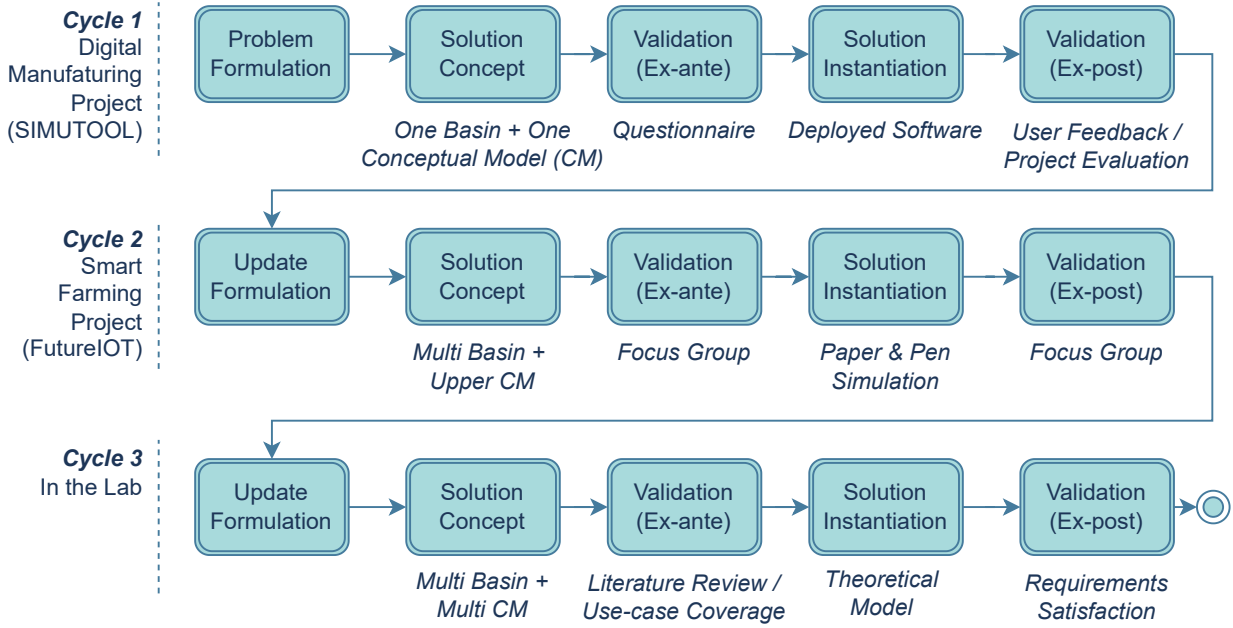 Cycle 1
Digital
Manufaturing
Project
(SIMUTOOL)
Problem
Formulation
Solution
Concept
One Basin + One
Conceptual Model (CM)
Validation
(Ex-ante)
Questionnaire
Solution
Instantiation
Deployed Software
Validation
(Ex-post)
User Feedback /
Project Evaluation
Cycle 2
Smart
Farming
Project
(FutureIOT)
Update
Formulation
Solution
Concept
Multi Basin +
Upper CM
Validation
(Ex-ante)
Focus Group
Solution
Instantiation
Paper & Pen
Simulation
Validation
(Ex-post)
Focus Group
Cycle 3
In the Lab
Update
Formulation
Solution
Concept
Multi Basin +
Multi CM
Validation
(Ex-ante)
Literature Review /
Use-case Coverage
Solution
Instantiation
Theoretical
Model
Validation
(Ex-post)
Requirements
Satisfaction